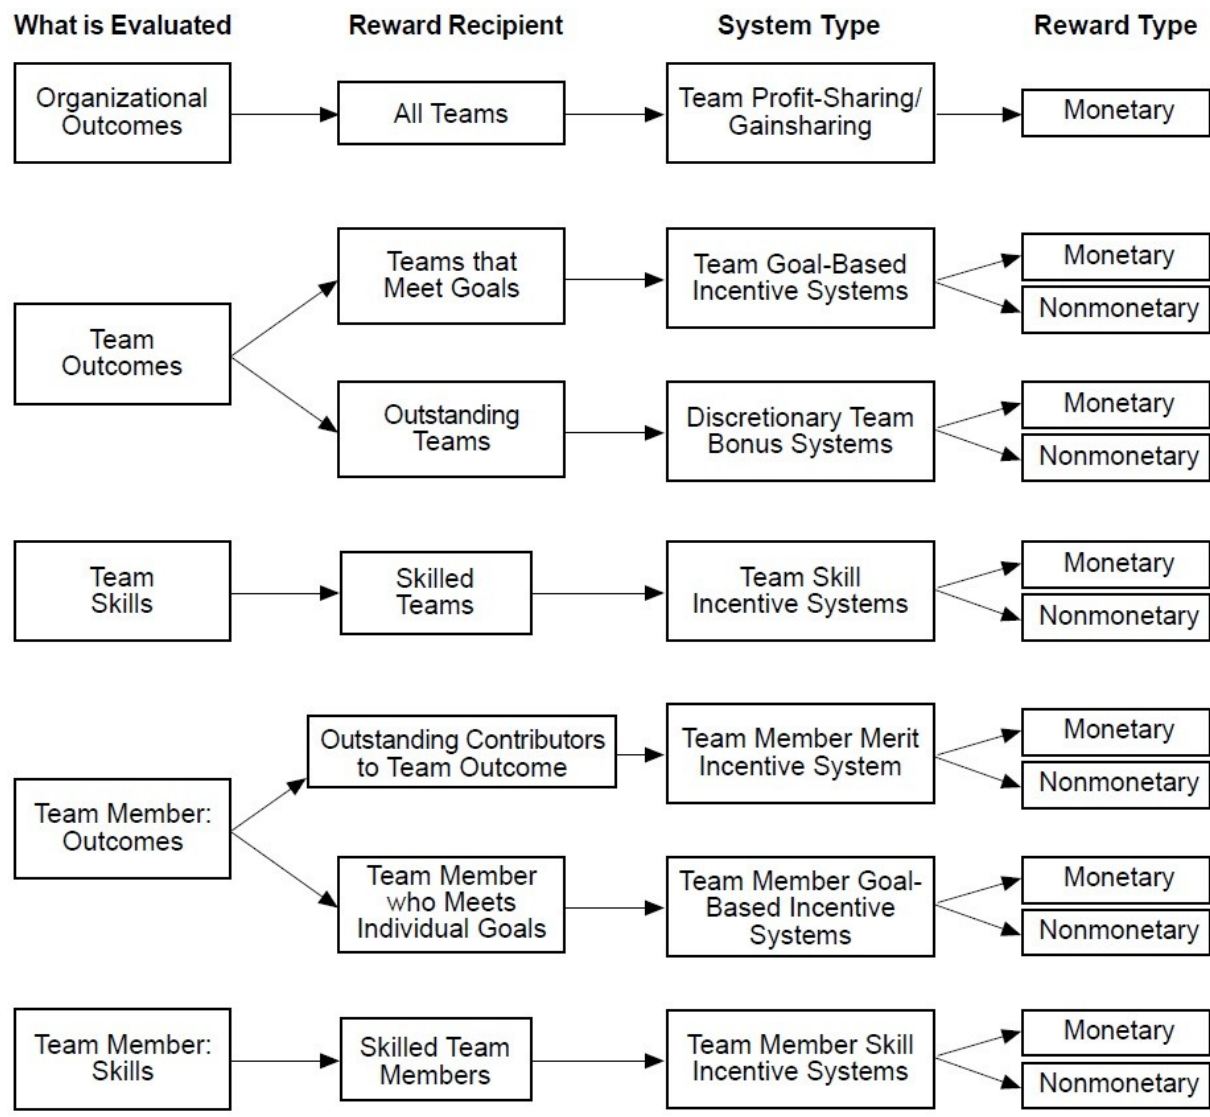 What is Evaluated
Reward Recipient
System Type
Reward Type
Organizational
Outcomes
All Teams
Team Profit-Sharing/
Gainsharing
Monetary
Team
Outcomes
Teams that
Meet Goals
Team Goal-Based
Incentive Systems
Monetary
Nonmonetary
Outstanding
Teams
Discretionary Team
Bonus Systems
Monetary
Nonmonetary
Team
Skills
Skilled
Teams
Team Skill
Incentive Systems
Monetary
Nonmonetary
Team Member:
Outcomes
Outstanding Contributors
to Team Outcome
Team Member Merit
Incentive System
Monetary
Nonmonetary
Team Member
who Meets
Individual Goals
Team Member Goal-
Based Incentive
Systems
Monetary
Nonmonetary
Team Member:
Skills
Skilled Team
Members
Team Member Skill
Incentive Systems
Monetary
Nonmonetary